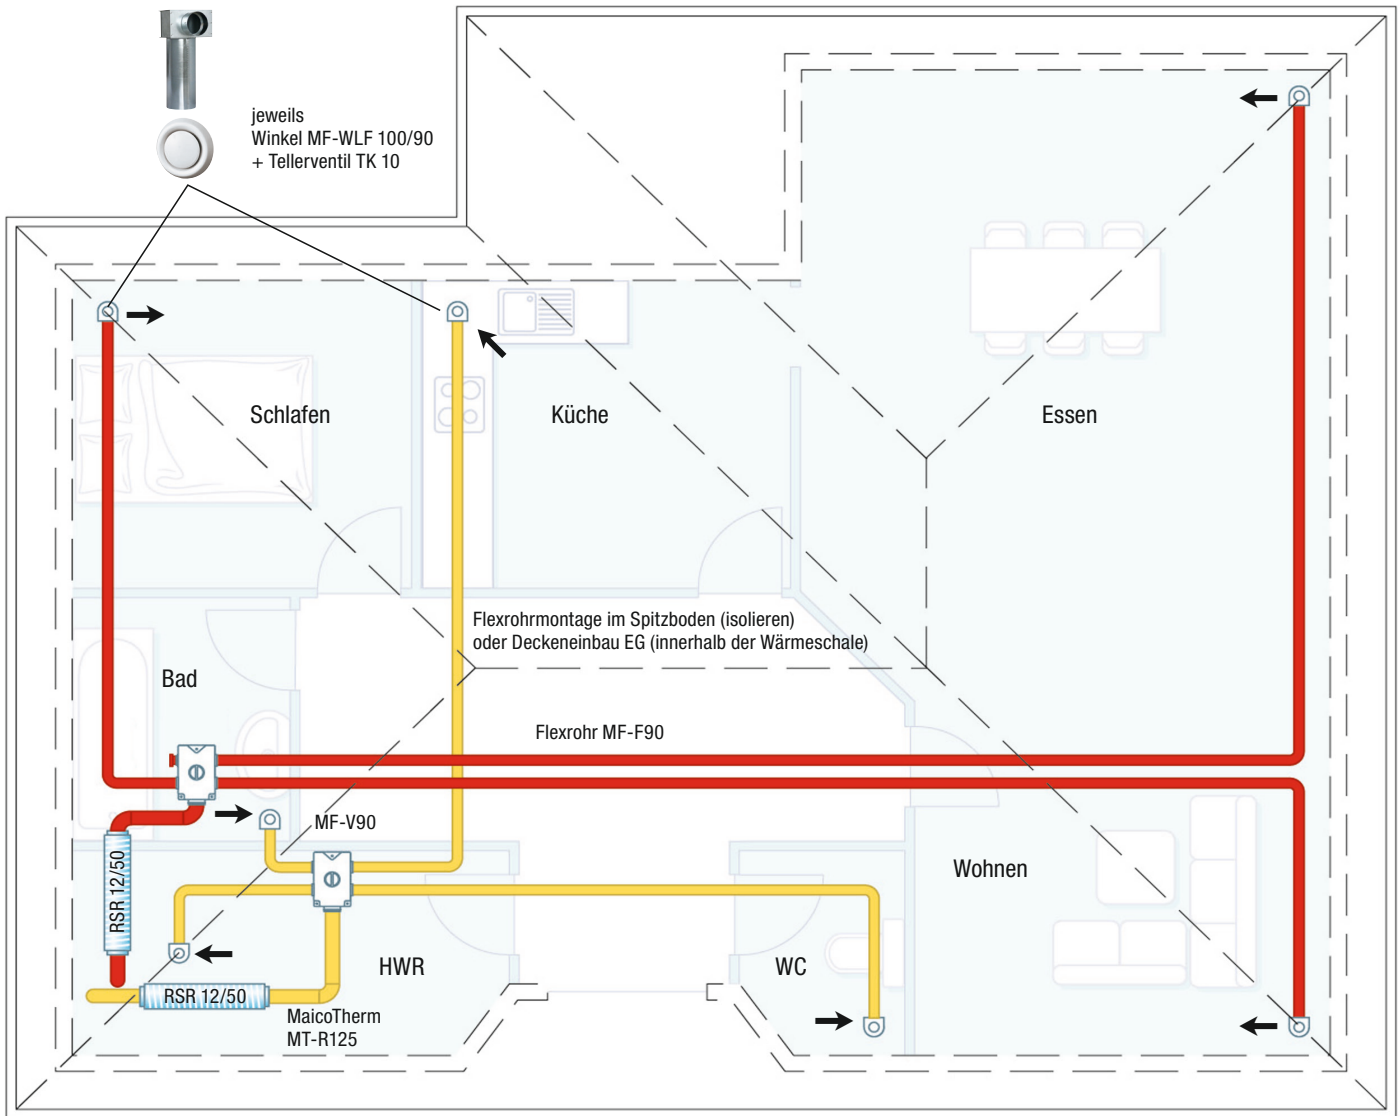 jeweils
Winkel MF-WLF 100/90
+ Tellerventil TK 10
Schlafen
Küche
Essen
Flexrohrmontage im Spitzboden (isolieren)
oder Deckeneinbau EG (innerhalb der Wärmeschale)
Bad
Flexrohr MF-F90
MF-V90
RSR 12/50
Wohnen
HWR
WC
RSR 12/50
MaicoTherm
MT-R125